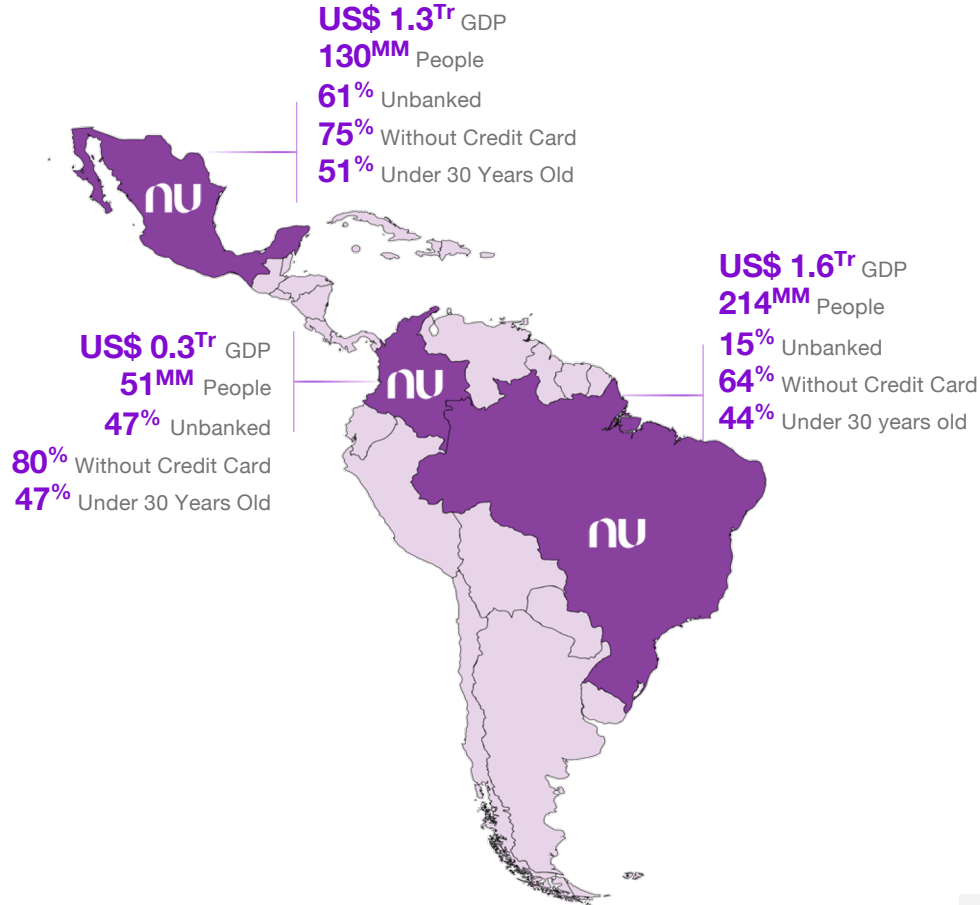 US$ 1.3Tr GDP
130MM People
61% Unbanked
75% Without Credit Card
51% Under 30 Years Old
nu
US$ 1.6Tr GDP
214MM People
15% Unbanked
64% Without Credit Card
44% Under 30 years old
US$ 0.3Tr GDP
51MM People
47% Unbanked
80% Without Credit Card
47% Under 30 Years Old
nu
nu